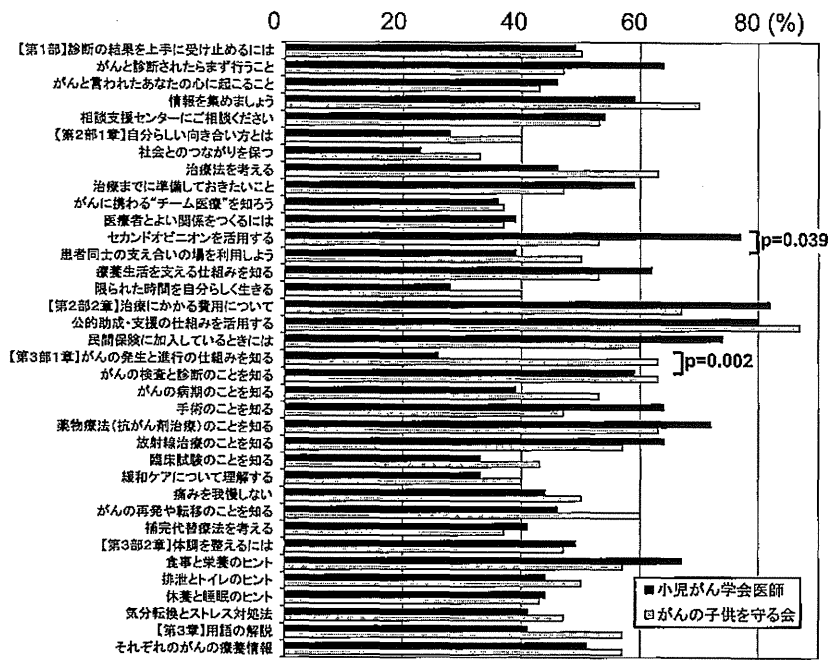 0 20 40 60 80 (%)
【第1部】診断の結果を上手に受け止めるには
がんと診断されたらまず行うこと
がんと言われたあなたの心に起こること
情報を集めましょう
相談支援センターにご相談ください
【第2部1章】自分らしい向き合い方とは
社会とのつながりを保つ
治療法を考える
治療までに準備しておきたいこと
がんに携わる“チーム医療”を知ろう
医療者とよい関係をつくるには
セカンドオピニオンを活用する
p=0.039
患者同士の支え合いの場を利用しよう
療養生活を支える仕組みを知る
限られた時間を自分らしく生きる
【第2部2章】治療にかかる費用について
公的助成・支援の仕組みを活用する
民間保険に加入しているときには
【第3部1章】がんの発生と進行の仕組みを知る
p=0.002
がんの検査と診断のことを知る
がんの病期のことを知る
手術のことを知る
薬物療法(抗がん剤治療)のことを知る
放射線治療のことを知る
臨床試験のことを知る
緩和ケアについて理解する
痛みを我慢しない
がんの再発や転移のことを知る
補完代替療法を考える
【第3部2章】体調を整えるには
食事と栄養のヒント
排泄とトイレのヒント
休養と睡眠のヒント
気分転換とストレス対処法
【第3章】用語の解説
それぞれのがんの療養情報
小児がん学会医師
がんの子供を守る会